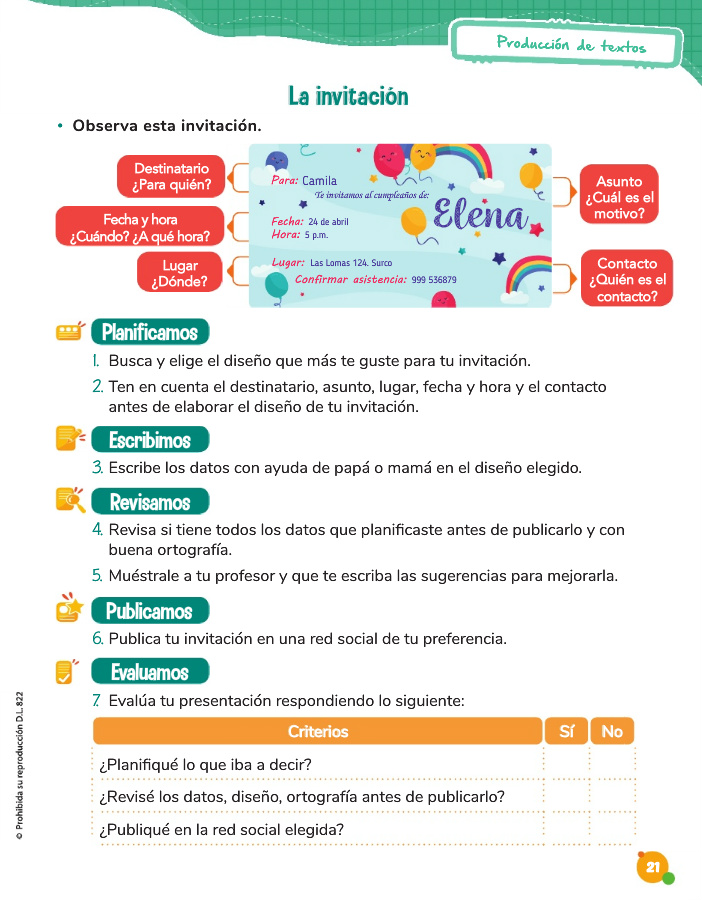 Producción de textos
La invitación
• Observa esta invitación.
Destinatario
¿Para quién?
Fecha y hora
¿Cuándo? ¿A qué hora?
Lugar
¿Dónde?
Para: Camila
Te invitamos al cumpleaños de:
Elena
Fecha: 24 de abril
Hora: 5 p.m.
Lugar: Las Lomas 124. Surco
Confirmar asistencia: 999 536879
Asunto
¿Cuál es el
motivo?
Contacto
¿Quién es el
contacto?
Planificamos
1. Busca y elige el diseño que más te guste para tu invitación.
2. Ten en cuenta el destinatario, asunto, lugar, fecha y hora y el contacto
antes de elaborar el diseño de tu invitación.
Escribimos
3. Escribe los datos con ayuda de papá o mamá en el diseño elegido.
Revisamos
4. Revisa si tiene todos los datos que planificaste antes de publicarlo y con
buena ortografía.
5. Muéstrale a tu profesor y que te escriba las sugerencias para mejorarla.
Publicamos
6. Publica tu invitación en una red social de tu preferencia.
Evaluamos
7. Evalúa tu presentación respondiendo lo siguiente:
Criterios Sí No
¿Planifiqué lo que iba a decir?
¿Revisé los datos, diseño, ortografía antes de publicarlo?
¿Publiqué en la red social elegida?
© Prohibida su reproducción D.L. 822
21